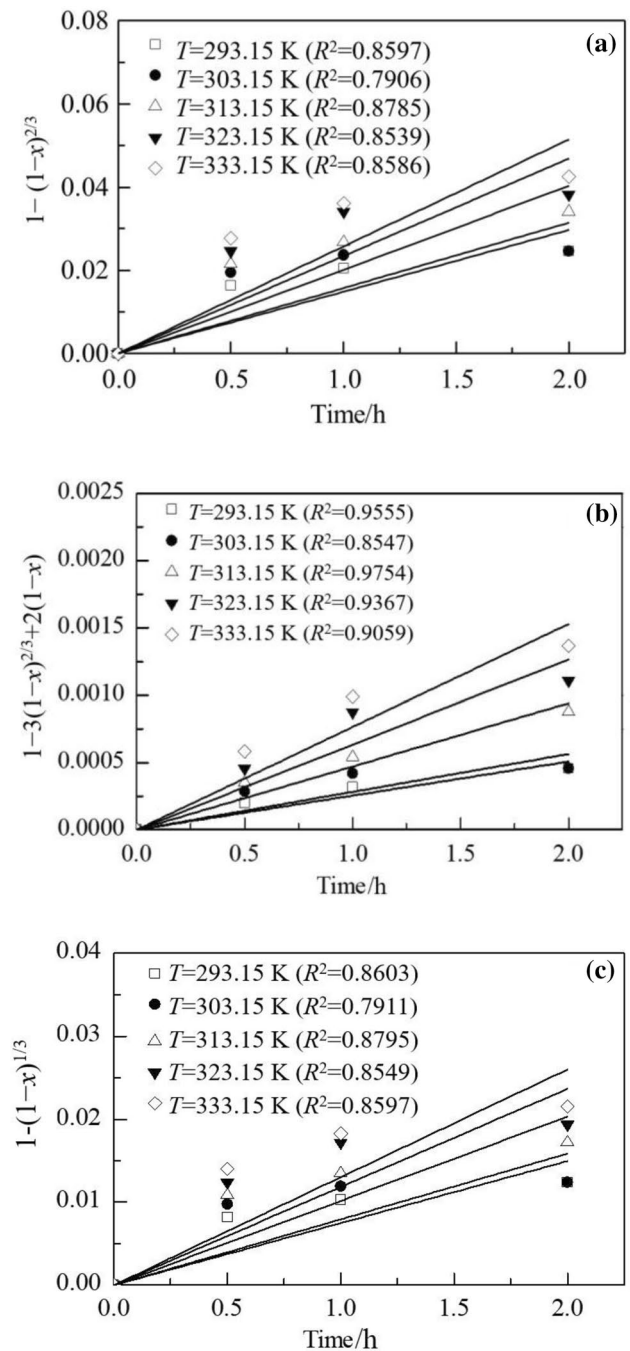 0.08
(a)
T=293.15 K (R²=0.8597)
T=303.15 K (R²=0.7906)
0.06
T=313.15 K (R²=0.8785)
T=323.15 K (R²=0.8539)
T=333.15 K (R²=0.8586)
1− (1−x)^2/3
0.04
0.02
0.00
0.0 0.5 1.0 1.5 2.0
Time/h
0.0025
(b)
T=293.15 K (R²=0.9555)
T=303.15 K (R²=0.8547)
0.0020
T=313.15 K (R²=0.9754)
T=323.15 K (R²=0.9367)
0.0015
T=333.15 K (R²=0.9059)
1−3(1−x)^2/3+2(1−x)
0.0010
0.0005
0.0000
0.0 0.5 1.0 1.5 2.0
Time/h
0.04
(c)
T=293.15 K (R²=0.8603)
T=303.15 K (R²=0.7911)
0.03
T=313.15 K (R²=0.8795)
T=323.15 K (R²=0.8549)
T=333.15 K (R²=0.8597)
1-(1−x)^1/3
0.02
0.01
0.00
0.0 0.5 1.0 1.5 2.0
Time/h